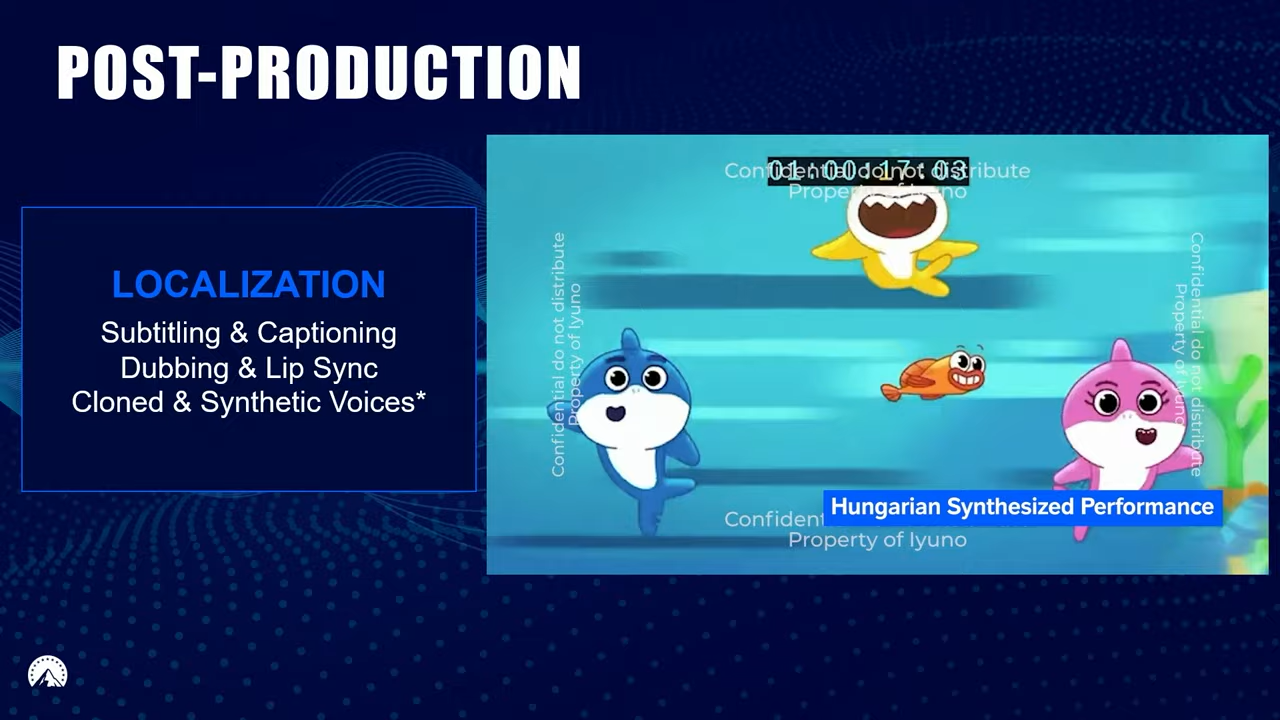 POST-PRODUCTION
LOCALIZATION
Subtitling & Captioning
Dubbing & Lip Sync
Cloned & Synthetic Voices*
01:00:17:03
Confidential do not distribute
Property of Iyuno
Confidential do not distribute
Property of Iyuno
Confidential do not distribute
Property of Iyuno
Hungarian Synthesized Performance
Confident
Property of Iyuno